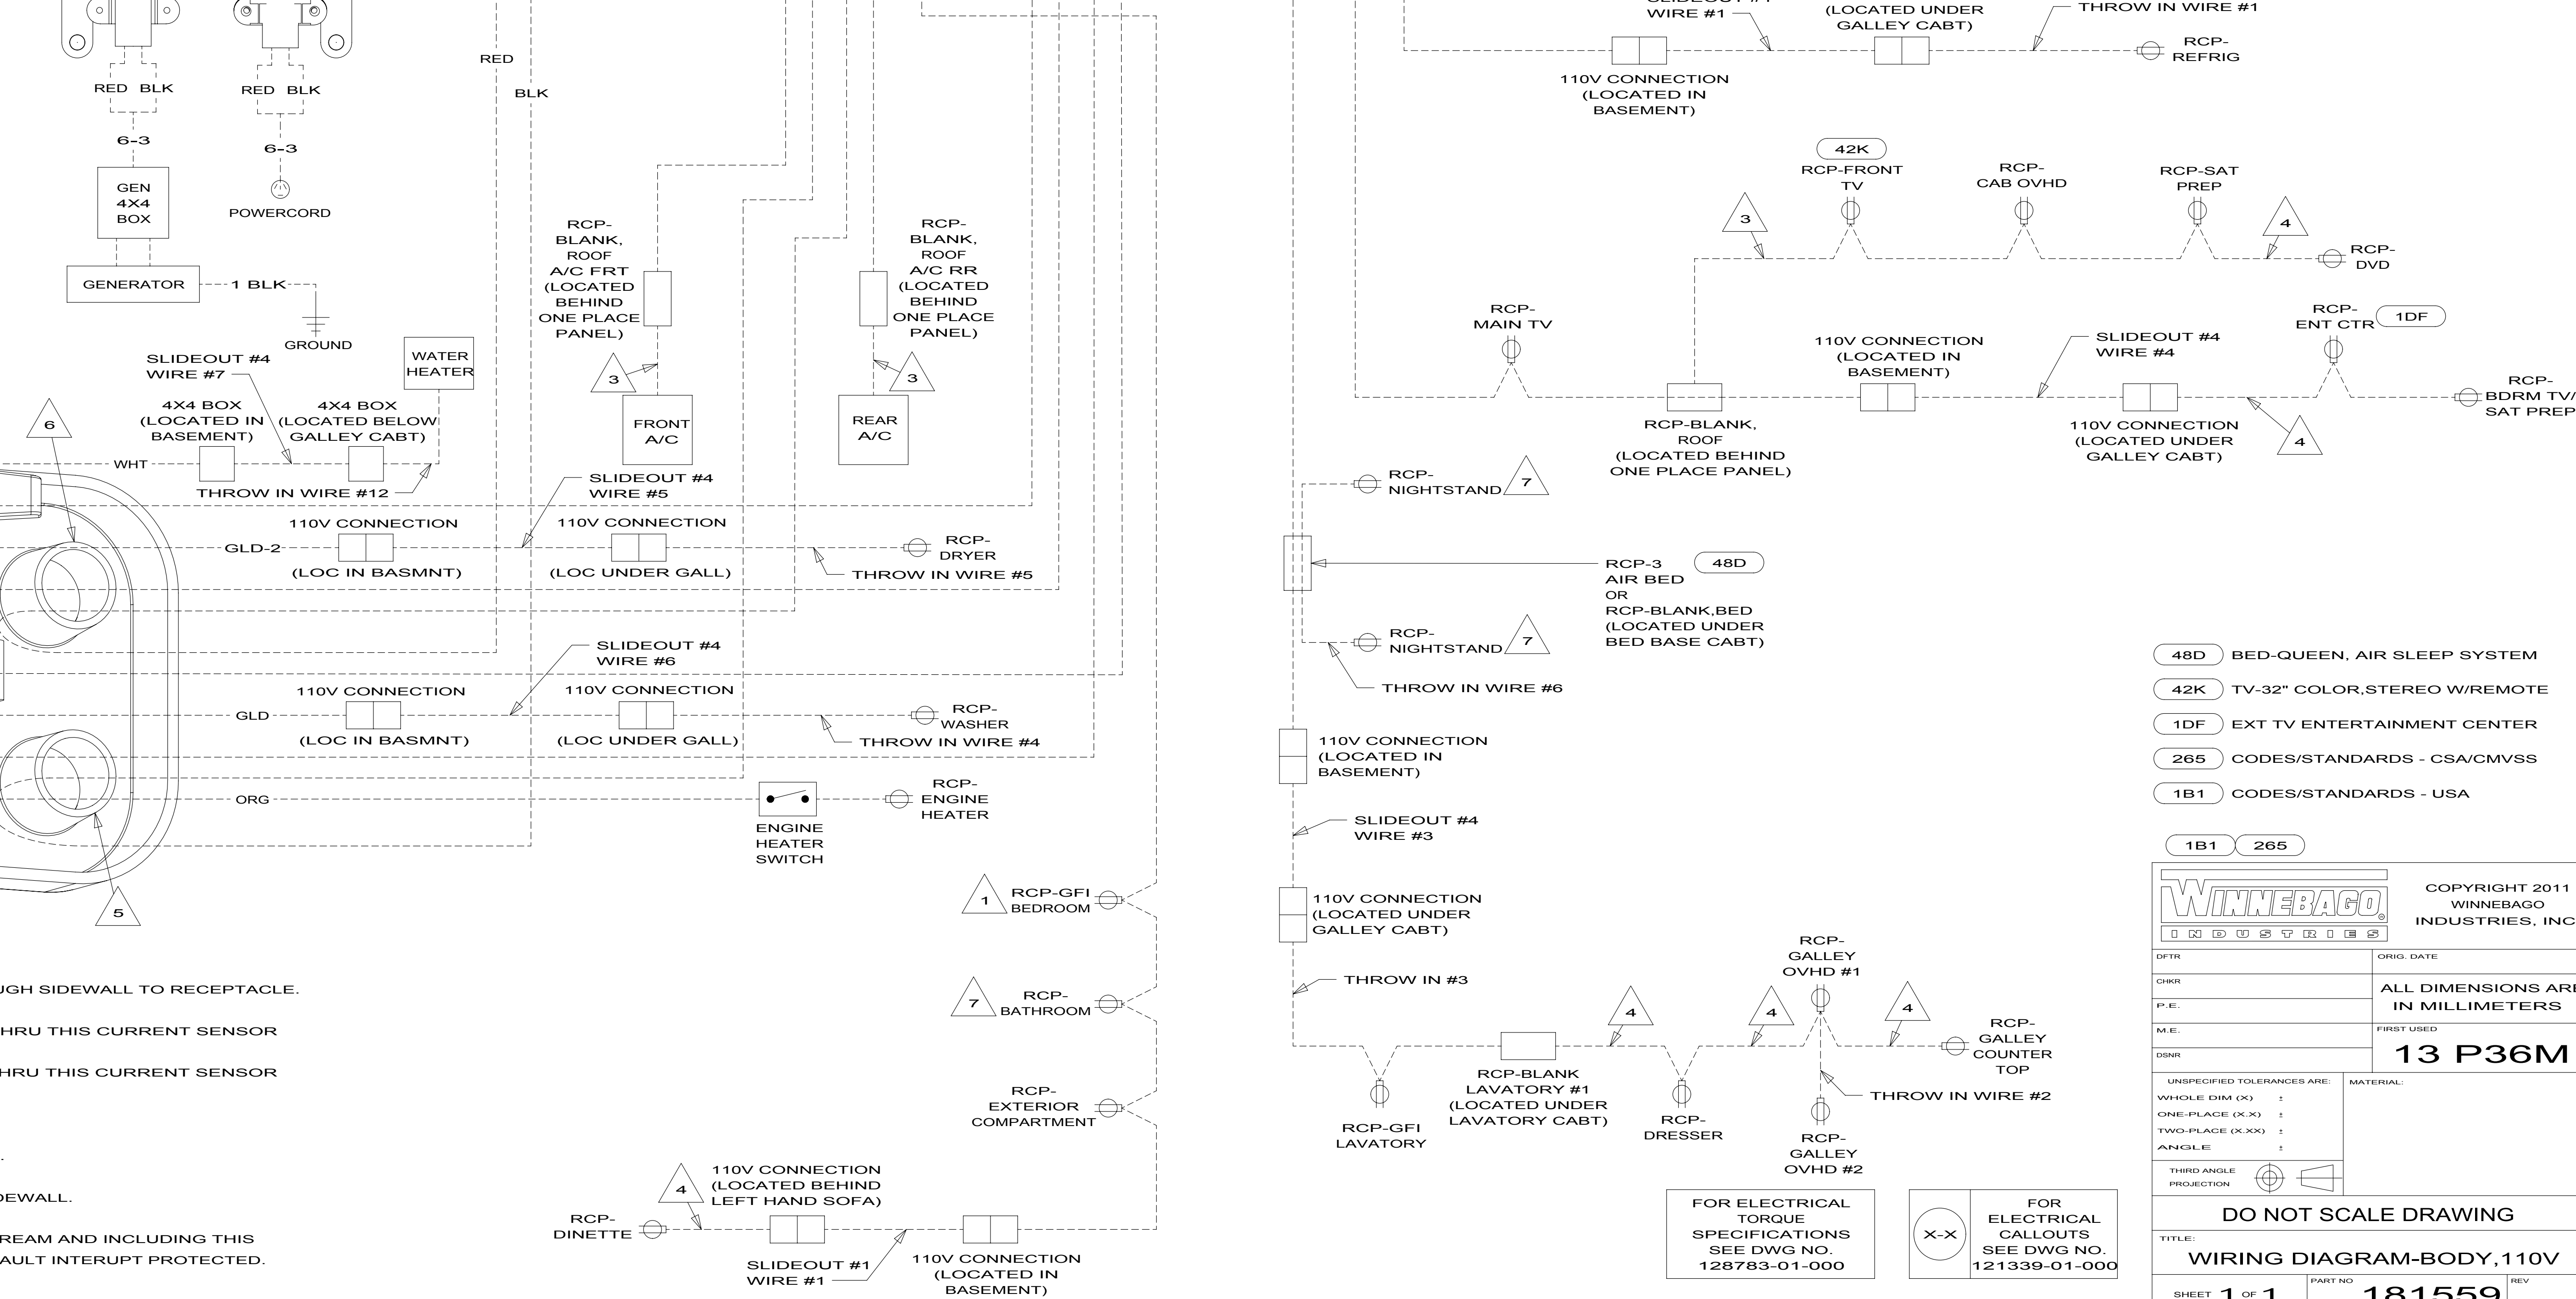 RED BLK
6-3
GEN
4X4
BOX
GENERATOR
1 BLK
GROUND
RED BLK
6-3
POWERCORD
RED
BLK
SLIDEOUT #4
WIRE #7
4X4 BOX
(LOCATED IN
BASEMENT)
4X4 BOX
(LOCATED BELOW
GALLEY CABT)
WATER
HEATER
WHT
THROW IN WIRE #12
6
RCP-
BLANK,
ROOF
A/C FRT
(LOCATED
BEHIND
ONE PLACE
PANEL)
3
FRONT
A/C
RCP-
BLANK,
ROOF
A/C RR
(LOCATED
BEHIND
ONE PLACE
PANEL)
3
REAR
A/C
SLIDEOUT #4
WIRE #5
110V CONNECTION
110V CONNECTION
GLD-2
(LOC IN BASMNT)
(LOC UNDER GALL)
RCP-
DRYER
THROW IN WIRE #5
SLIDEOUT #4
WIRE #6
110V CONNECTION
110V CONNECTION
GLD
(LOC IN BASMNT)
(LOC UNDER GALL)
RCP-
WASHER
THROW IN WIRE #4
ORG
ENGINE
HEATER
SWITCH
RCP-
ENGINE
HEATER
5
1
RCP-GFI
BEDROOM
7
RCP-
BATHROOM
RCP-
EXTERIOR
COMPARTMENT
SIDEWALL TO RECEPTACLE.
THIS CURRENT SENSOR
THIS CURRENT SENSOR
AND INCLUDING THIS
INTERUPT PROTECTED.
4
110V CONNECTION
(LOCATED BEHIND
LEFT HAND SOFA)
RCP-
DINETTE
SLIDEOUT #1
WIRE #1
110V CONNECTION
(LOCATED IN
BASEMENT)
WIRE #1
(LOCATED UNDER
GALLEY CABT)
THROW IN WIRE #1
RCP-
REFRIG
110V CONNECTION
(LOCATED IN
BASEMENT)
42K
RCP-FRONT
TV
RCP-
CAB OVHD
RCP-SAT
PREP
3
4
RCP-
DVD
RCP-
MAIN TV
110V CONNECTION
(LOCATED IN
BASEMENT)
SLIDEOUT #4
WIRE #4
RCP-
ENT CTR
1DF
RCP-
BDRM TV/
SAT PREP
RCP-BLANK,
ROOF
(LOCATED BEHIND
ONE PLACE PANEL)
110V CONNECTION
(LOCATED UNDER
GALLEY CABT)
4
RCP-
NIGHTSTAND
7
RCP-3
AIR BED
OR
RCP-BLANK,BED
(LOCATED UNDER
BED BASE CABT)
48D
RCP-
NIGHTSTAND
7
THROW IN WIRE #6
110V CONNECTION
(LOCATED IN
BASEMENT)
SLIDEOUT #4
WIRE #3
110V CONNECTION
(LOCATED UNDER
GALLEY CABT)
THROW IN #3
RCP-GFI
LAVATORY
RCP-BLANK
LAVATORY #1
(LOCATED UNDER
LAVATORY CABT)
4
RCP-
DRESSER
4
RCP-
GALLEY
OVHD #1
4
RCP-
GALLEY
COUNTER
TOP
THROW IN WIRE #2
RCP-
GALLEY
OVHD #2
48D BED-QUEEN, AIR SLEEP SYSTEM
42K TV-32" COLOR,STEREO W/REMOTE
1DF EXT TV ENTERTAINMENT CENTER
265 CODES/STANDARDS - CSA/CMVSS
1B1 CODES/STANDARDS - USA
1B1 265
WINNEBAGO
INDUSTRIES
COPYRIGHT 2011
WINNEBAGO
INDUSTRIES, INC
DFTR
CHKR
P.E.
M.E.
DSNR
ORIG. DATE
ALL DIMENSIONS ARE
IN MILLIMETERS
FIRST USED
13 P36M
UNSPECIFIED TOLERANCES ARE:
WHOLE DIM (X) ±
ONE-PLACE (X.X) ±
TWO-PLACE (X.XX) ±
ANGLE ±
MATERIAL:
THIRD ANGLE
PROJECTION
DO NOT SCALE DRAWING
TITLE:
WIRING DIAGRAM-BODY,110V
SHEET 1 OF 1
PART NO
181559
REV
FOR ELECTRICAL
TORQUE
SPECIFICATIONS
SEE DWG NO.
128783-01-000
X-X
FOR
ELECTRICAL
CALLOUTS
SEE DWG NO.
121339-01-000